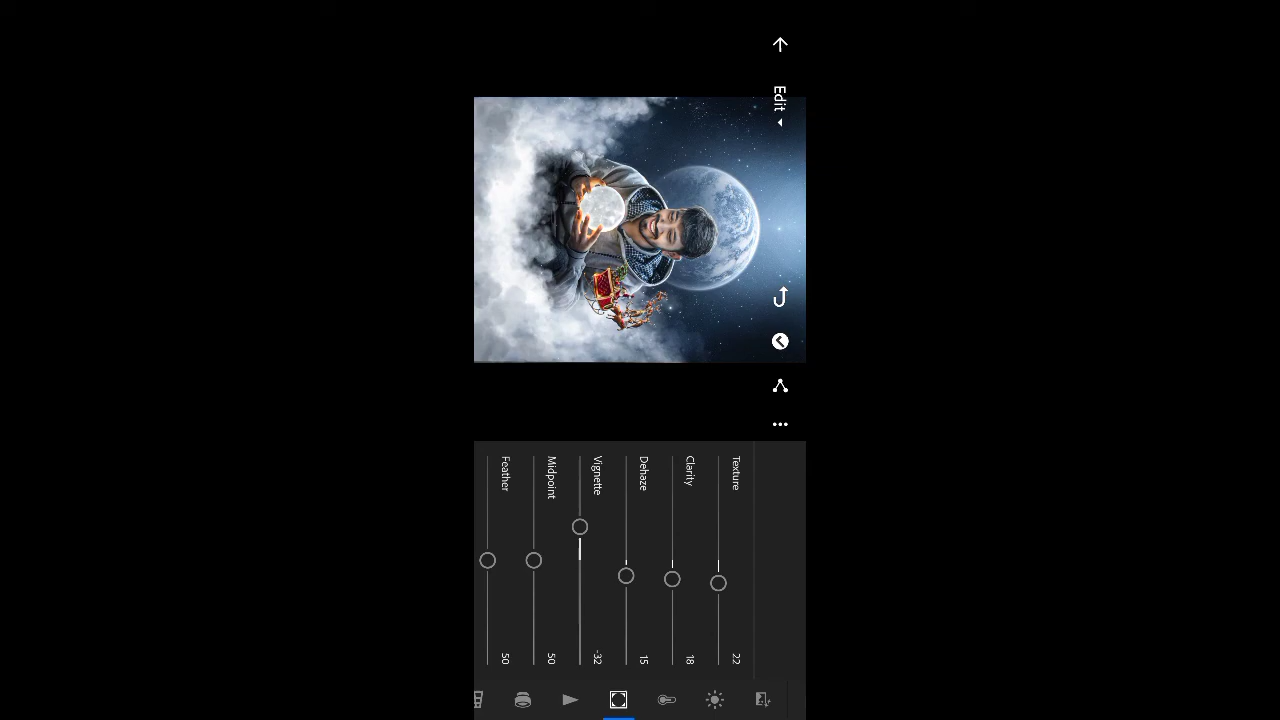 Edit
Texture 22
Clarity 18
Dehaze 15
Vignette -32
Midpoint 50
Feather 50